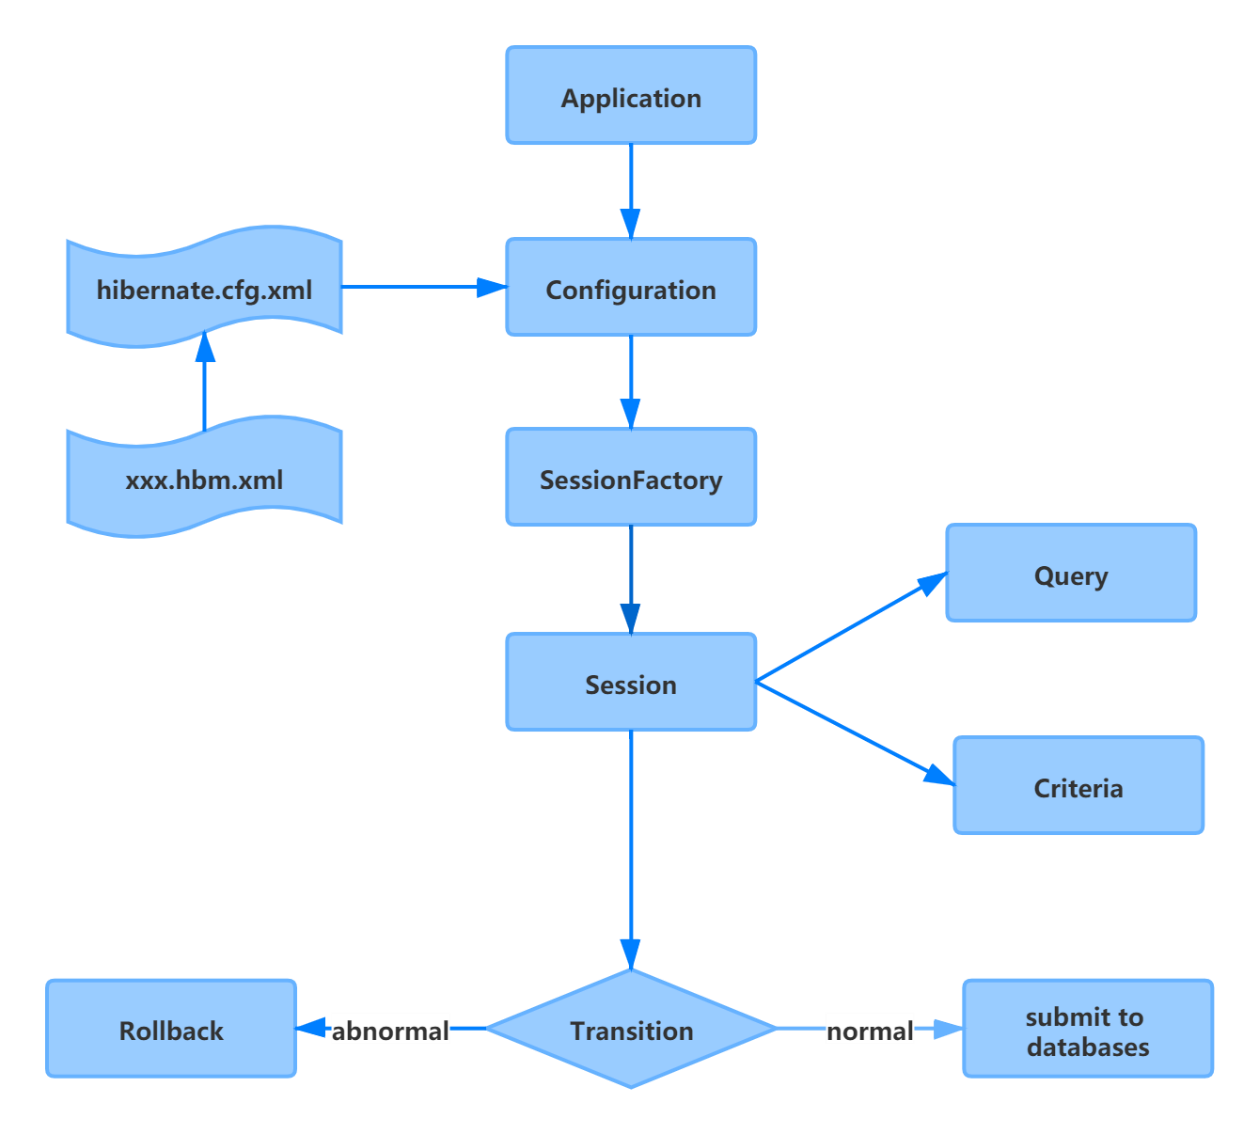 Application
hibernate.cfg.xml
Configuration
xxx.hbm.xml
SessionFactory
Query
Session
Criteria
Rollback
abnormal
Transition
normal
submit to
databases